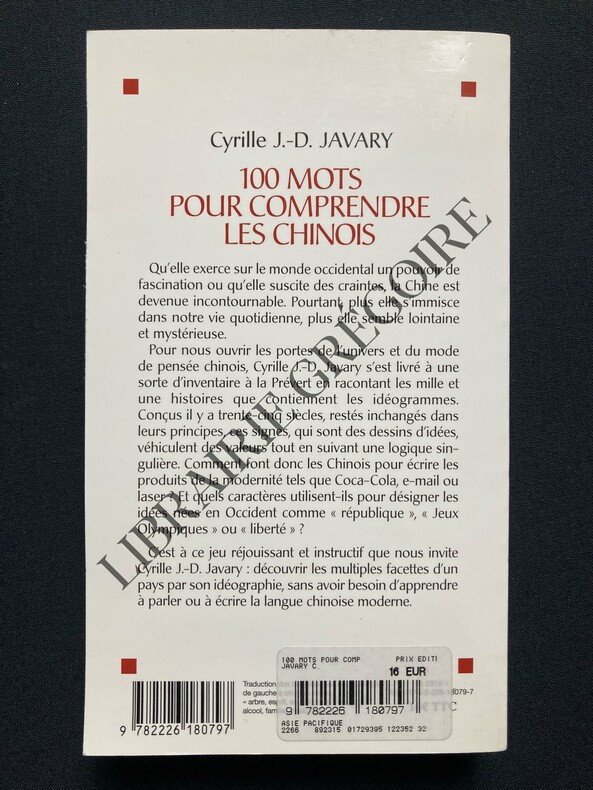 Cyrille J.-D. JAVARY
100 MOTS
POUR COMPRENDRE
LES CHINOIS
Qu'elle exerce sur le monde occidental un pouvoir de
fascination ou qu'elle suscite des craintes, la Chine est
devenue incontournable. Pourtant, plus elle s'immisce
dans notre vie quotidienne, plus elle semble lointaine
et mystérieuse.
Pour nous ouvrir les portes de l'univers et du mode
de pensée chinois, Cyrille J.-D. Javary s'est livré à une
sorte d'inventaire à la Prévert en racontant les mille et
une histoires que contiennent les idéogrammes.
Conçus il y a trente-cinq siècles, restés inchangés dans
leurs principes, ces signes, qui sont des dessins d'idées,
véhiculent des valeurs tout en suivant une logique sin-
gulière. Comment font donc les Chinois pour écrire les
produits de la modernité tels que Coca-Cola, e-mail ou
laser ? Et quels caractères utilisent-ils pour désigner les
idées nées en Occident comme « république », « Jeux
Olympiques » ou « liberté » ?
C'est à ce jeu réjouissant et instructif que nous invite
Cyrille J.-D. Javary : découvrir les multiples facettes d'un
pays par son idéographie, sans avoir besoin d'apprendre
à parler ou à écrire la langue chinoise moderne.
LIBRAIRIE GRÉGOIRE
100 MOTS POUR COMP PRIX EDITI
JAVARY C.
16 EUR
9 782226 180797
ASIE PACIFIQUE
2266 892315 01729395 122352 32
Traduction
de gauche
« arbre, esp
alcool, fam
079-7
TTC
9 782226 180797